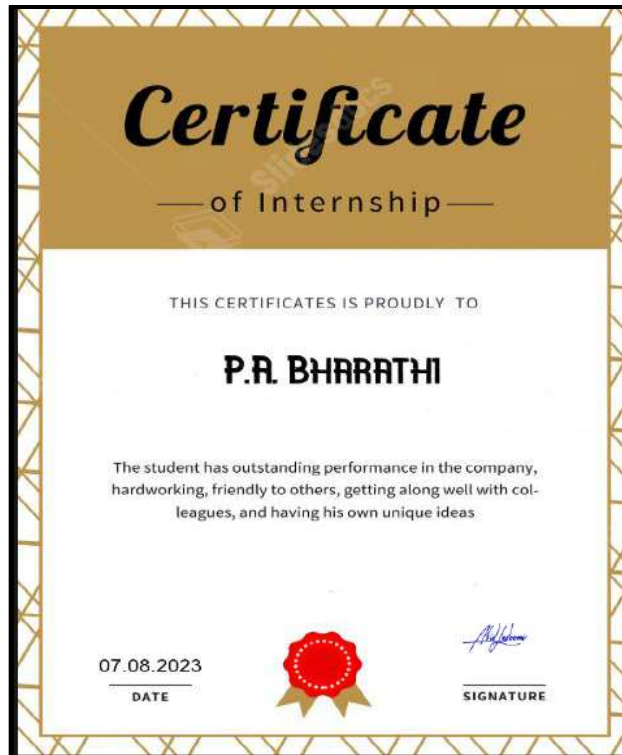 Certificate
of Internship
THIS CERTIFICATES IS PROUDLY TO
P.A. BHARATHI
The student has outstanding performance in the company,
hardworking, friendly to others, getting along well with col-
leagues, and having his own unique ideas
07.08.2023
DATE
SIGNATURE